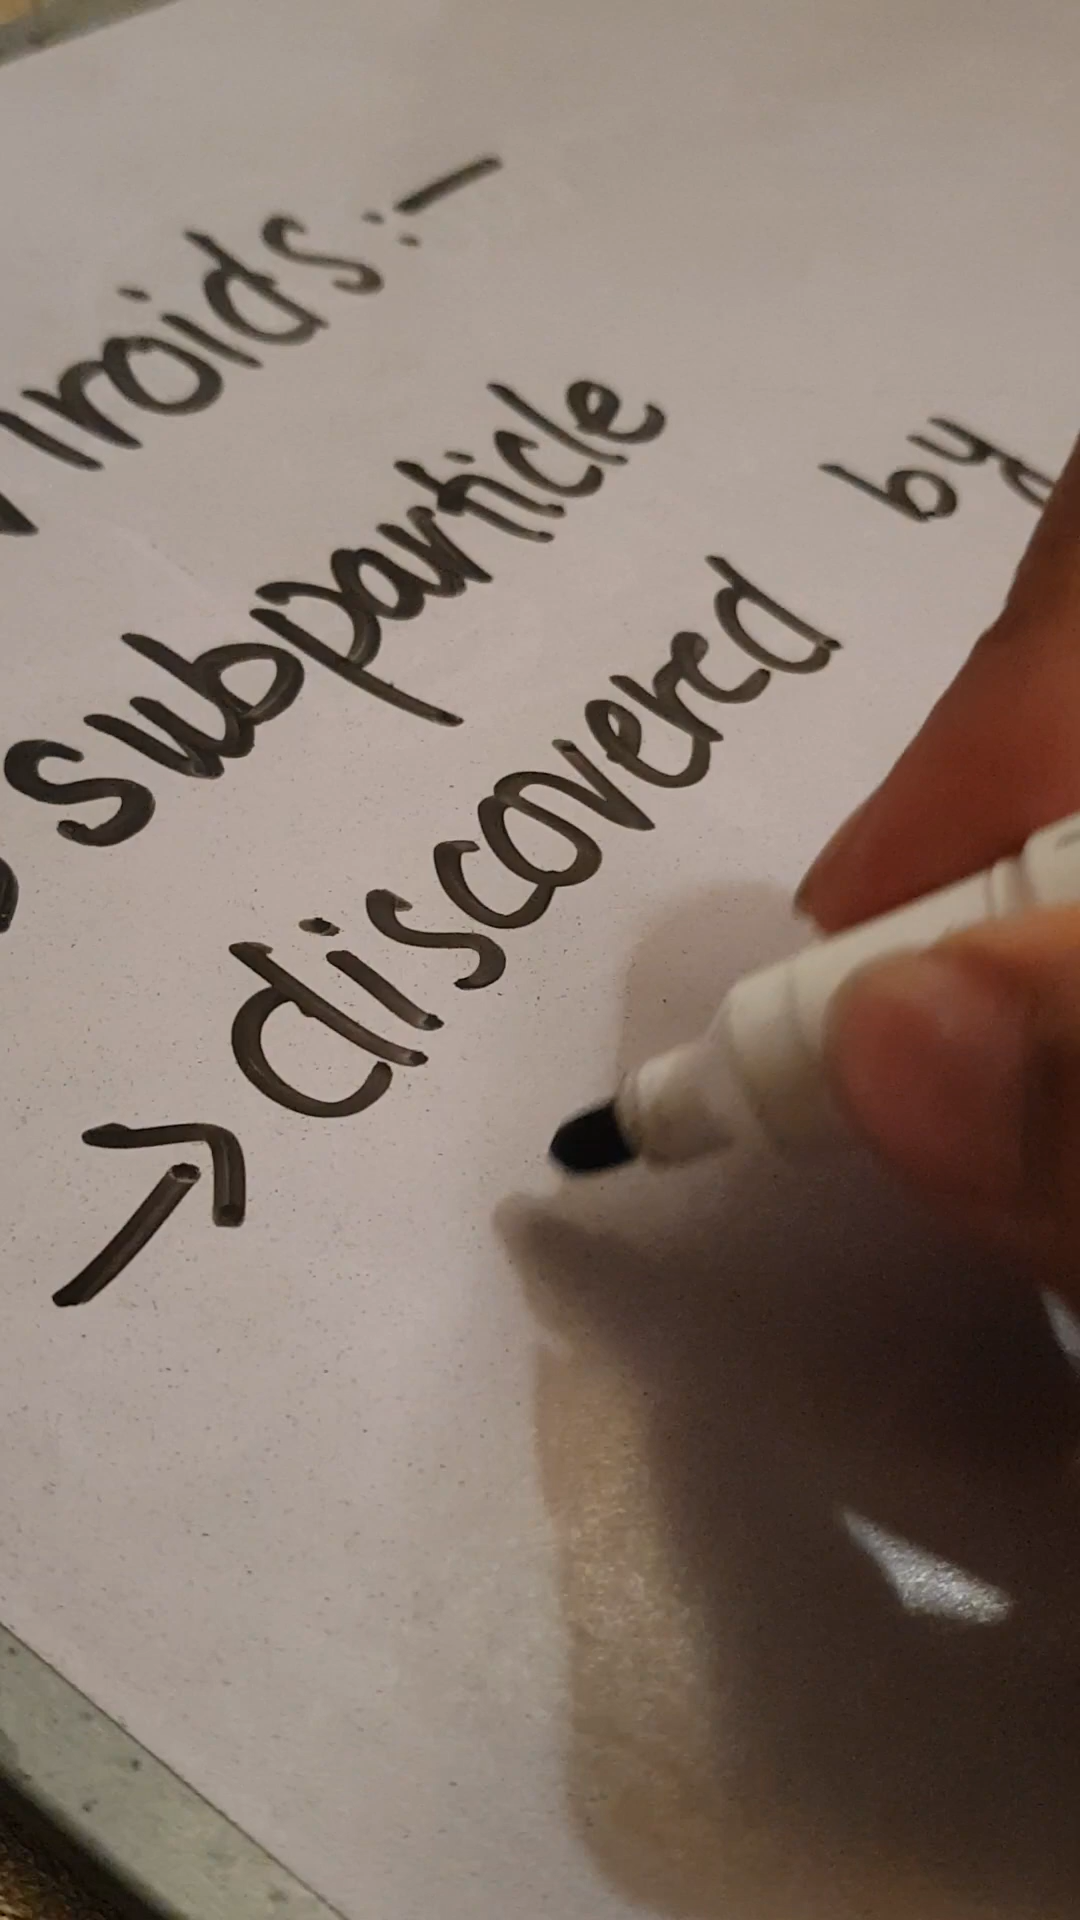 Viroids :-
subparticle
→ discovered by